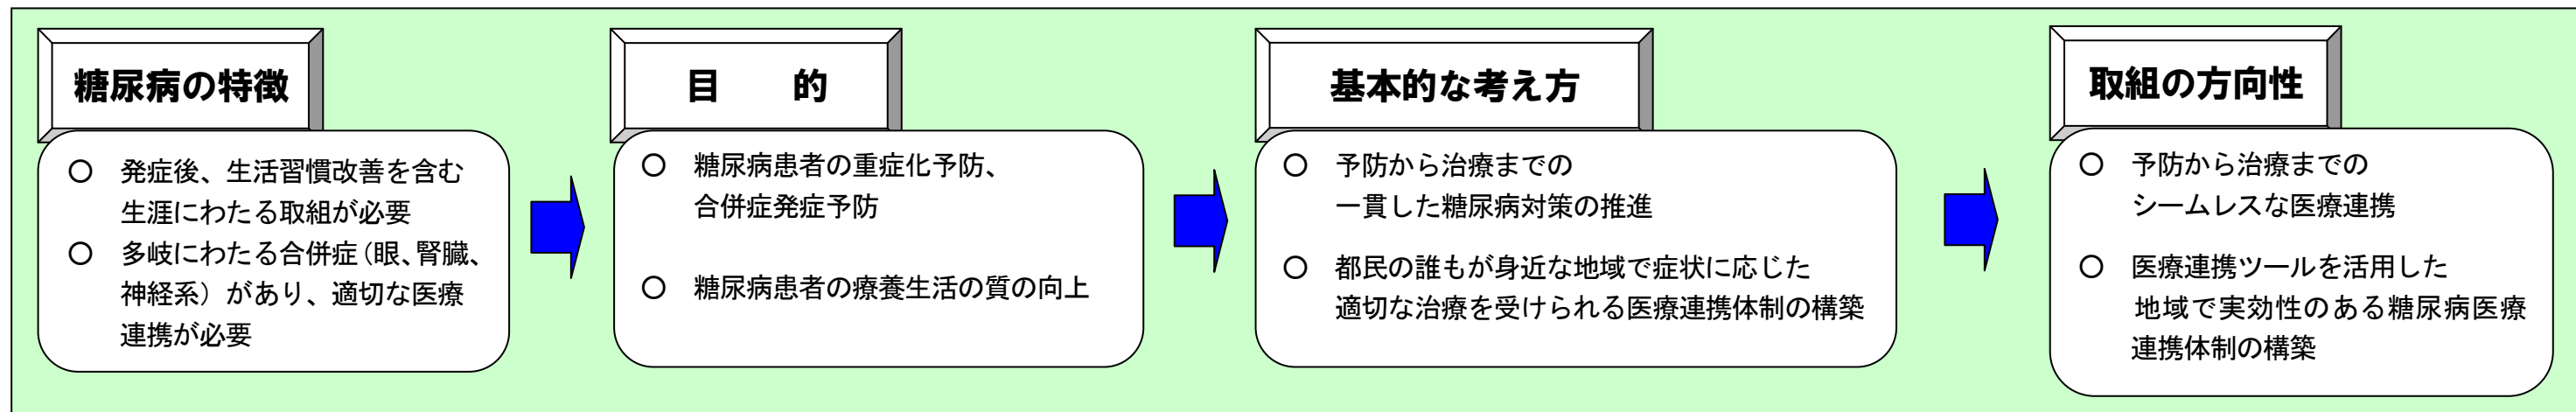 糖尿病の特徴
○ 発症後、生活習慣改善を含む
生涯にわたる取組が必要
○ 多岐にわたる合併症(眼、腎臓、
神経系)があり、適切な医療
連携が必要
目　的
○ 糖尿病患者の重症化予防、
合併症発症予防
○ 糖尿病患者の療養生活の質の向上
基本的な考え方
○ 予防から治療までの
一貫した糖尿病対策の推進
○ 都民の誰もが身近な地域で症状に応じた
適切な治療を受けられる医療連携体制の構築
取組の方向性
○ 予防から治療までの
シームレスな医療連携
○ 医療連携ツールを活用した
地域で実効性のある糖尿病医療
連携体制の構築